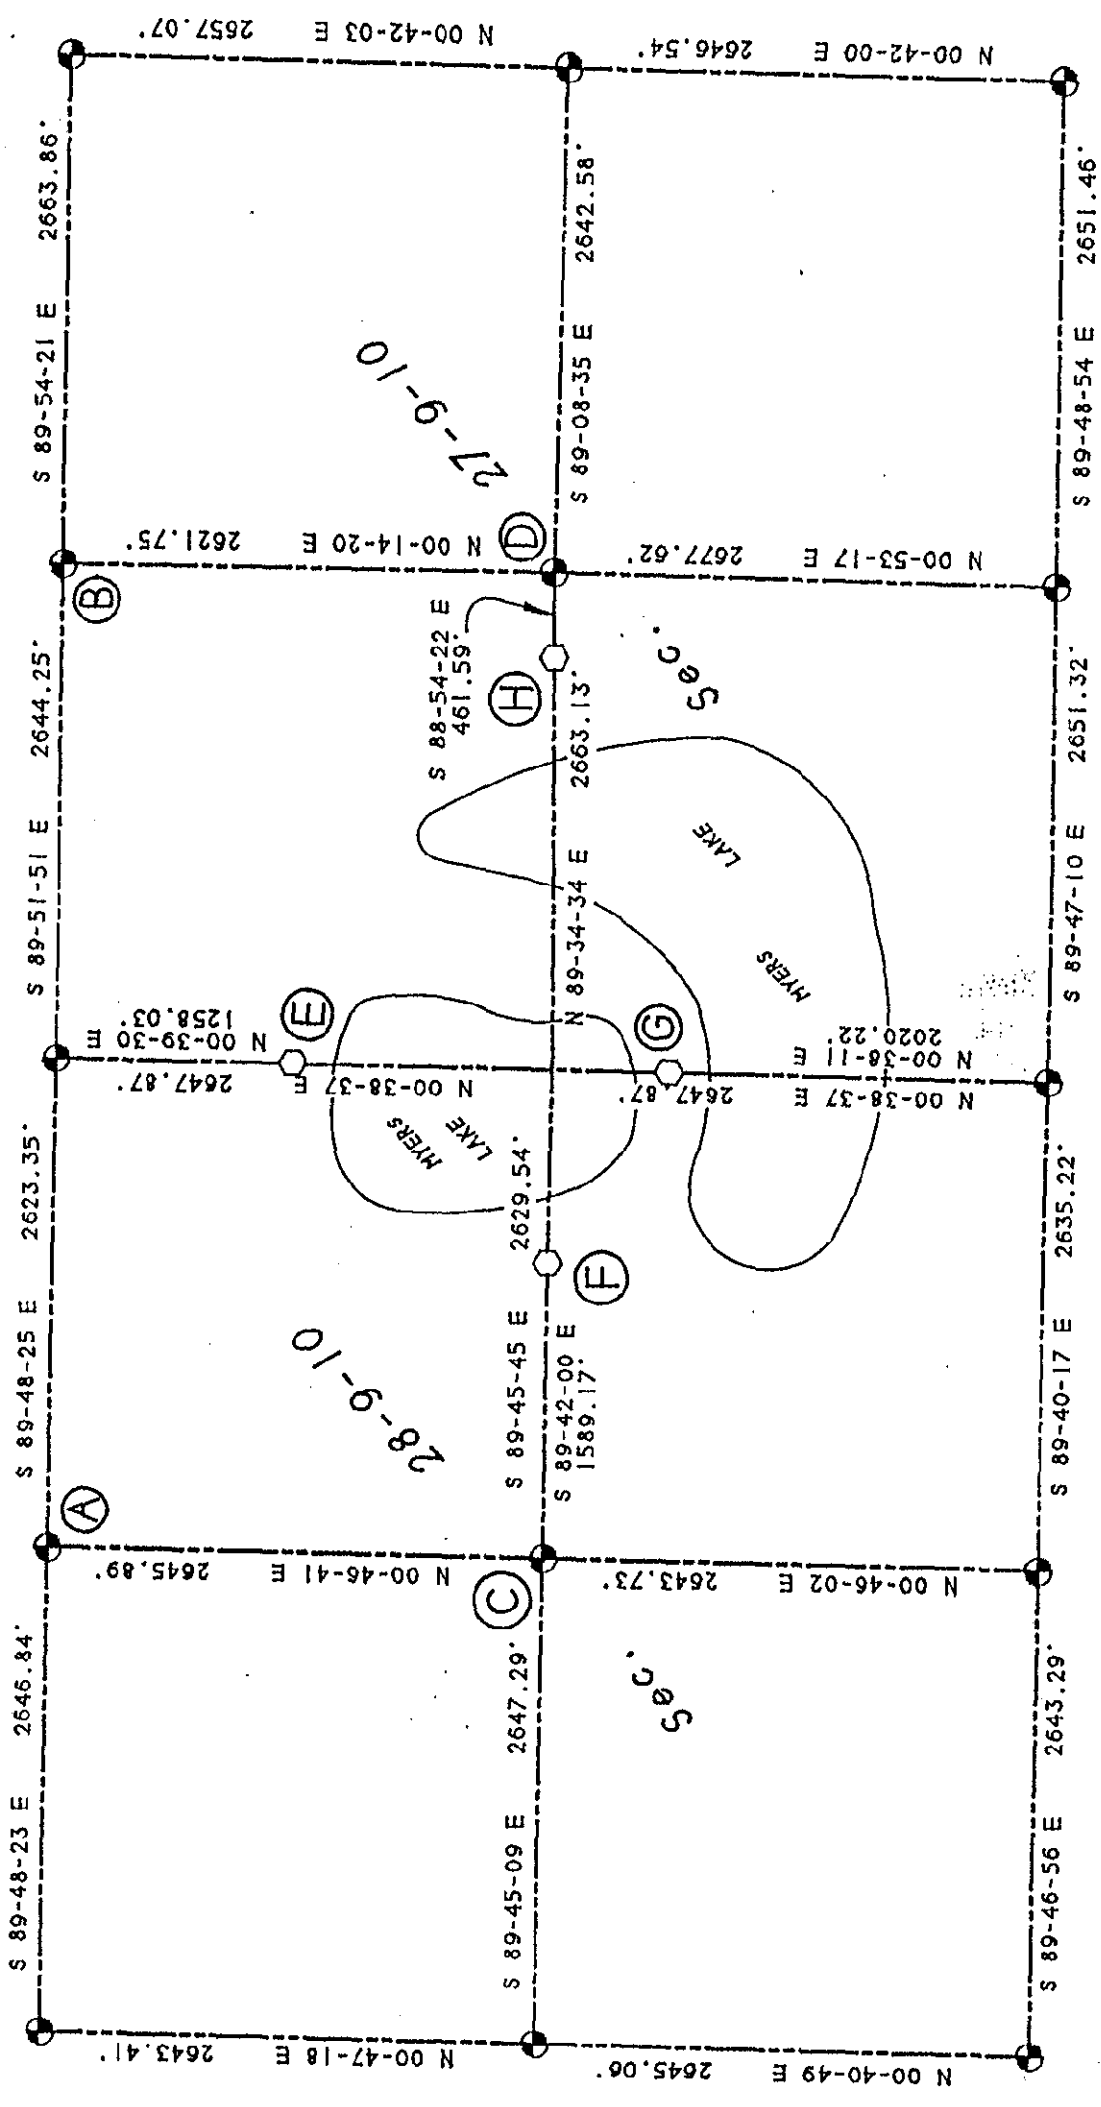 S 89-48-23 E 2646.84'
S 89-48-25 E 2623.35'
S 89-51-51 E 2644.25'
S 89-54-21 E 2663.86'
A
B
N 00-47-18 E 2643.41'
N 00-46-41 E 2645.89'
N 00-39-30 E
1258.03'
N 00-38-37 E 2647.87'
N 00-14-20 E 2621.75'
N 00-42-03 E 2657.07'
28-9-10
27-9-10
E
MYERS
LAKE
S 88-54-22 E
461.59'
C
H
D
S 89-45-09 E 2647.29'
S 89-45-45 E 2629.54'
S 89-42-00 E
1589.17'
F
N 89-34-34 E 2663.13'
S 89-08-35 E 2642.58'
G
Sec.
Sec.
LAKE
MYERS
N 00-40-49 E 2645.06'
N 00-46-02 E 2643.73'
N 00-38-37 E 2647.87'
N 00-38-11 E
2020.22'
N 00-53-17 E 2677.62'
N 00-42-00 E 2646.54'
S 89-46-56 E 2643.29'
S 89-40-17 E 2635.22'
S 89-47-10 E 2651.32'
S 89-48-54 E 2651.46'